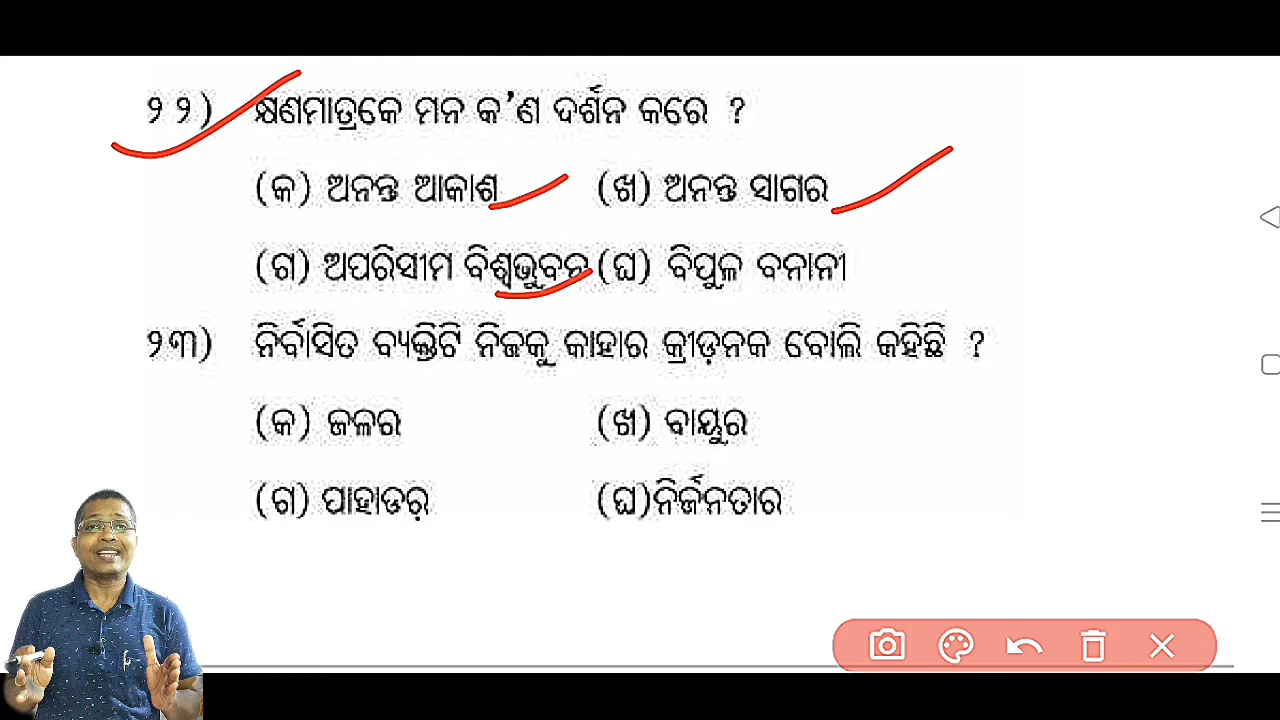 ୨୨) କ୍ଷଣମାତ୍ରକେ ମନ କ'ଣ ଦର୍ଶନ କରେ ?
(କ) ଅନନ୍ତ ଆକାଶ (ଖ) ଅନନ୍ତ ସାଗର
(ଗ) ଅପରିସୀମ ବିଶ୍ୱଭୁବନ (ଘ) ବିପୁଳ ବନାନୀ
୨୩) ନିର୍ବାସିତ ବ୍ୟକ୍ତିଟି ନିଜକୁ କାହାର କ୍ରୀଡ଼ନକ ବୋଲି କହିଛି ?
(କ) ଜଳର (ଖ) ବାୟୁର
(ଗ) ପାହାଡର଼ (ଘ)ନିର୍ଜନତାର